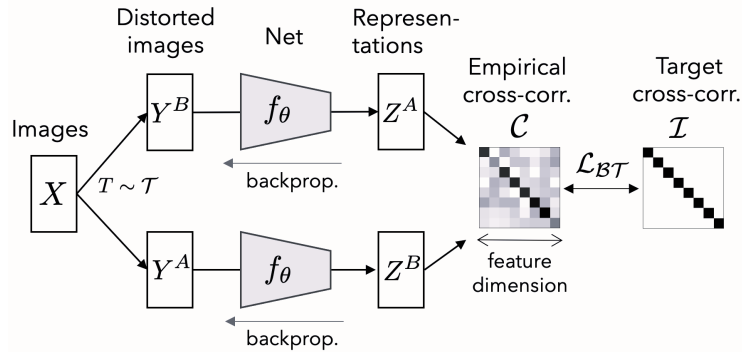 Distorted
images
Net
Represen-
tations
Images
X
T ~ 𝒯
Y^B
f_θ
Z^A
backprop.
Y^A
f_θ
Z^B
backprop.
Empirical
cross-corr.
𝒞
feature
dimension
ℒ_ℬ𝒯
Target
cross-corr.
ℐ